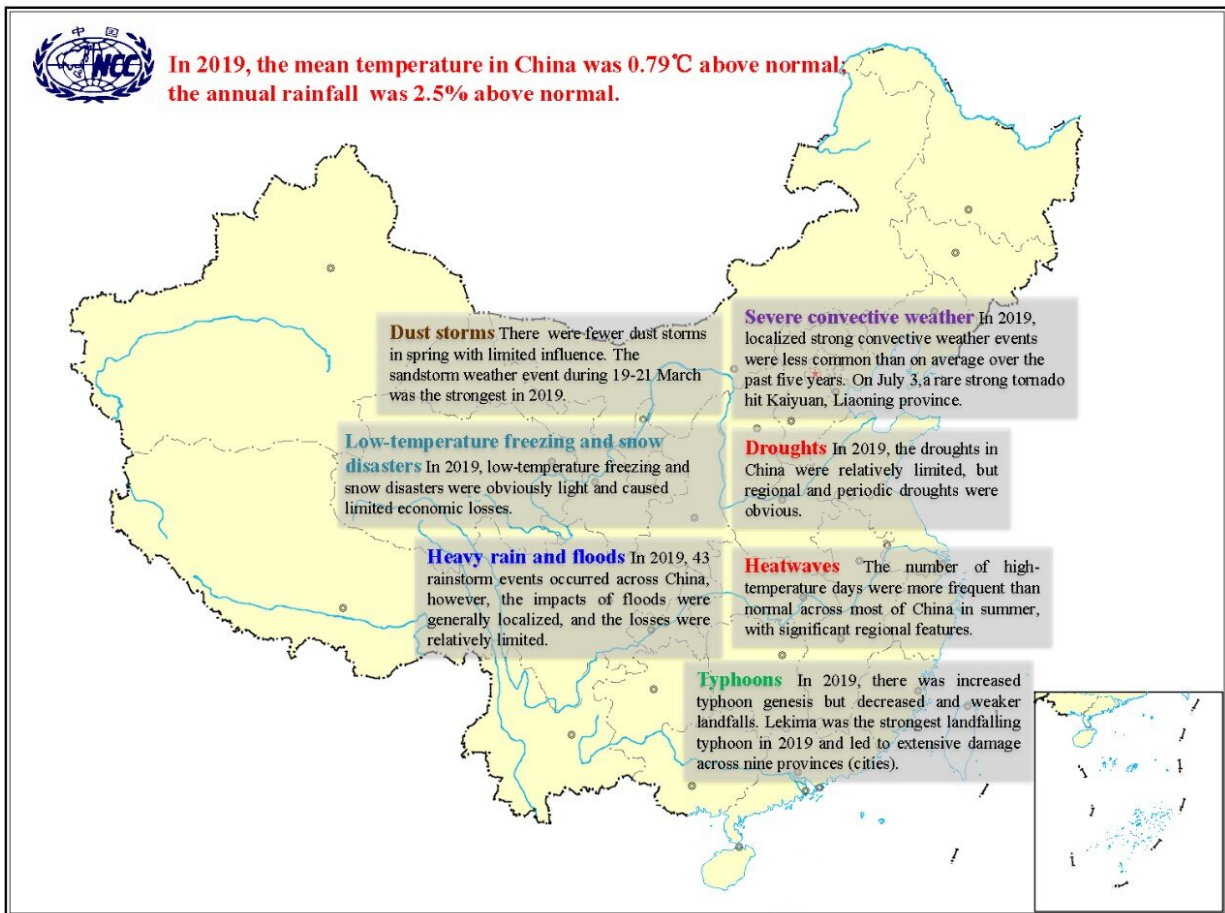 中 国
NCC
In 2019, the mean temperature in China was 0.79℃ above normal;
the annual rainfall was 2.5% above normal.
Dust storms There were fewer dust storms
in spring with limited influence. The
sandstorm weather event during 19-21 March
was the strongest in 2019.
Severe convective weather In 2019,
localized strong convective weather events
were less common than on average over the
past five years. On July 3,a rare strong tornado
hit Kaiyuan, Liaoning province.
Low-temperature freezing and snow
disasters In 2019, low-temperature freezing and
snow disasters were obviously light and caused
limited economic losses.
Droughts In 2019, the droughts in
China were relatively limited, but
regional and periodic droughts were
obvious.
Heavy rain and floods In 2019, 43
rainstorm events occurred across China,
however, the impacts of floods were
generally localized, and the losses were
relatively limited.
Heatwaves The number of high-
temperature days were more frequent than
normal across most of China in summer,
with significant regional features.
Typhoons In 2019, there was increased
typhoon genesis but decreased and weaker
landfalls. Lekima was the strongest landfalling
typhoon in 2019 and led to extensive damage
across nine provinces (cities).